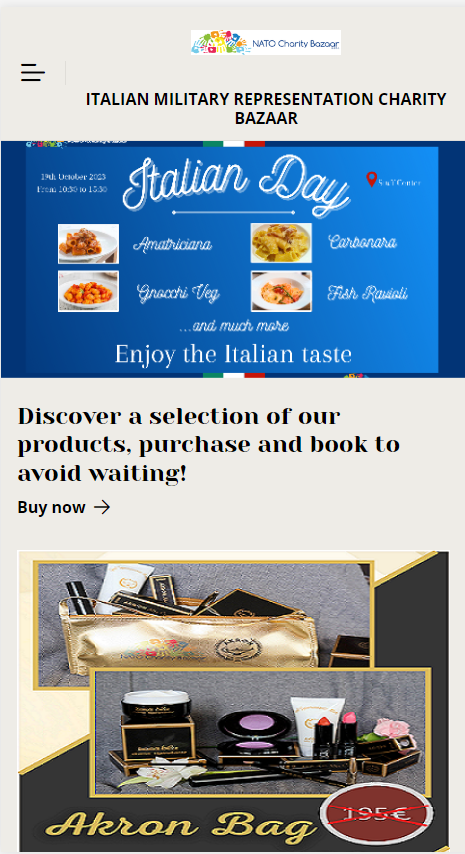 NATO Charity Bazaar
ITALIAN MILITARY REPRESENTATION CHARITY
BAZAAR
Italian Day
19th October 2023
From 10:30 to 15:30
Staff Center
Amatriciana
Carbonara
Gnocchi Veg
Fish Ravioli
...and much more
Enjoy the Italian taste
Discover a selection of our
products, purchase and book to
avoid waiting!
Buy now →
Akron Bag
195€